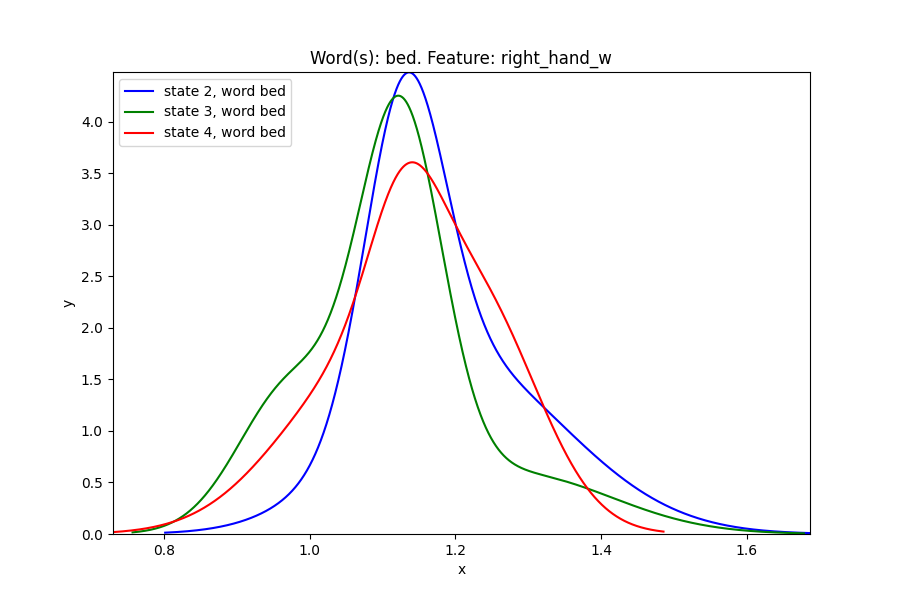 Word(s): bed. Feature: right_hand_w
state 2, word bed
state 3, word bed
state 4, word bed
y
4.0
3.5
3.0
2.5
2.0
1.5
1.0
0.5
0.0
0.8 1.0 1.2 1.4 1.6
x